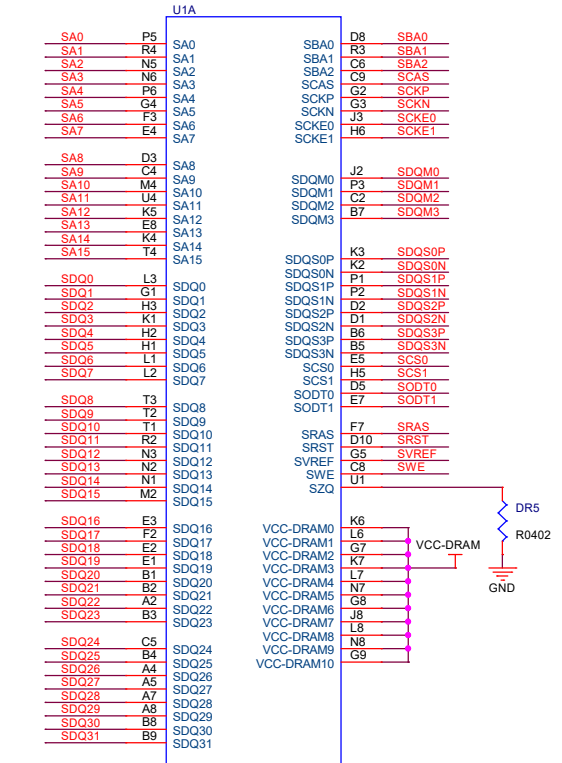 U1A
SA0 P5 SA0 SBA0 D8 SBA0
SA1 R4 SA1 SBA1 R3 SBA1
SA2 N5 SA2 SBA2 C6 SBA2
SA3 N6 SA3 SCAS C9 SCAS
SA4 P6 SA4 SCKP G2 SCKP
SA5 G4 SA5 SCKN G3 SCKN
SA6 F3 SA6 SCKE0 J3 SCKE0
SA7 E4 SA7 SCKE1 H6 SCKE1
SA8 D3 SA8
SA9 C4 SA9 SDQM0 J2 SDQM0
SA10 M4 SA10 SDQM1 P3 SDQM1
SA11 U4 SA11 SDQM2 C2 SDQM2
SA12 K5 SA12 SDQM3 B7 SDQM3
SA13 E8 SA13
SA14 K4 SA14
SA15 T4 SA15 SDQS0P K3 SDQS0P
SDQS0N K2 SDQS0N
SDQ0 L3 SDQ0 SDQS1P P1 SDQS1P
SDQ1 G1 SDQ1 SDQS1N P2 SDQS1N
SDQ2 H3 SDQ2 SDQS2P D2 SDQS2P
SDQ3 K1 SDQ3 SDQS2N D1 SDQS2N
SDQ4 H2 SDQ4 SDQS3P B6 SDQS3P
SDQ5 H1 SDQ5 SDQS3N B5 SDQS3N
SDQ6 L1 SDQ6 SCS0 E5 SCS0
SDQ7 L2 SDQ7 SCS1 H5 SCS1
SODT0 D5 SODT0
SDQ8 T3 SDQ8 SODT1 E7 SODT1
SDQ9 T2 SDQ9
SDQ10 T1 SDQ10 SRAS F7 SRAS
SDQ11 R2 SDQ11 SRST D10 SRST
SDQ12 N3 SDQ12 SVREF G5 SVREF
SDQ13 N2 SDQ13 SWE C8 SWE
SDQ14 N1 SDQ14 SZQ U1
SDQ15 M2 SDQ15
DR5
SDQ16 E3 SDQ16 VCC-DRAM0 K6
SDQ17 F2 SDQ17 VCC-DRAM1 L6 R0402
SDQ18 E2 SDQ18 VCC-DRAM2 G7 VCC-DRAM
SDQ19 E1 SDQ19 VCC-DRAM3 K7
SDQ20 B1 SDQ20 VCC-DRAM4 L7
SDQ21 B2 SDQ21 VCC-DRAM5 N7 GND
SDQ22 A2 SDQ22 VCC-DRAM6 G8
SDQ23 B3 SDQ23 VCC-DRAM7 J8
VCC-DRAM8 L8
SDQ24 C5 SDQ24 VCC-DRAM9 N8
SDQ25 B4 SDQ25 VCC-DRAM10 G9
SDQ26 A4 SDQ26
SDQ27 A5 SDQ27
SDQ28 A7 SDQ28
SDQ29 A8 SDQ29
SDQ30 B8 SDQ30
SDQ31 B9 SDQ31